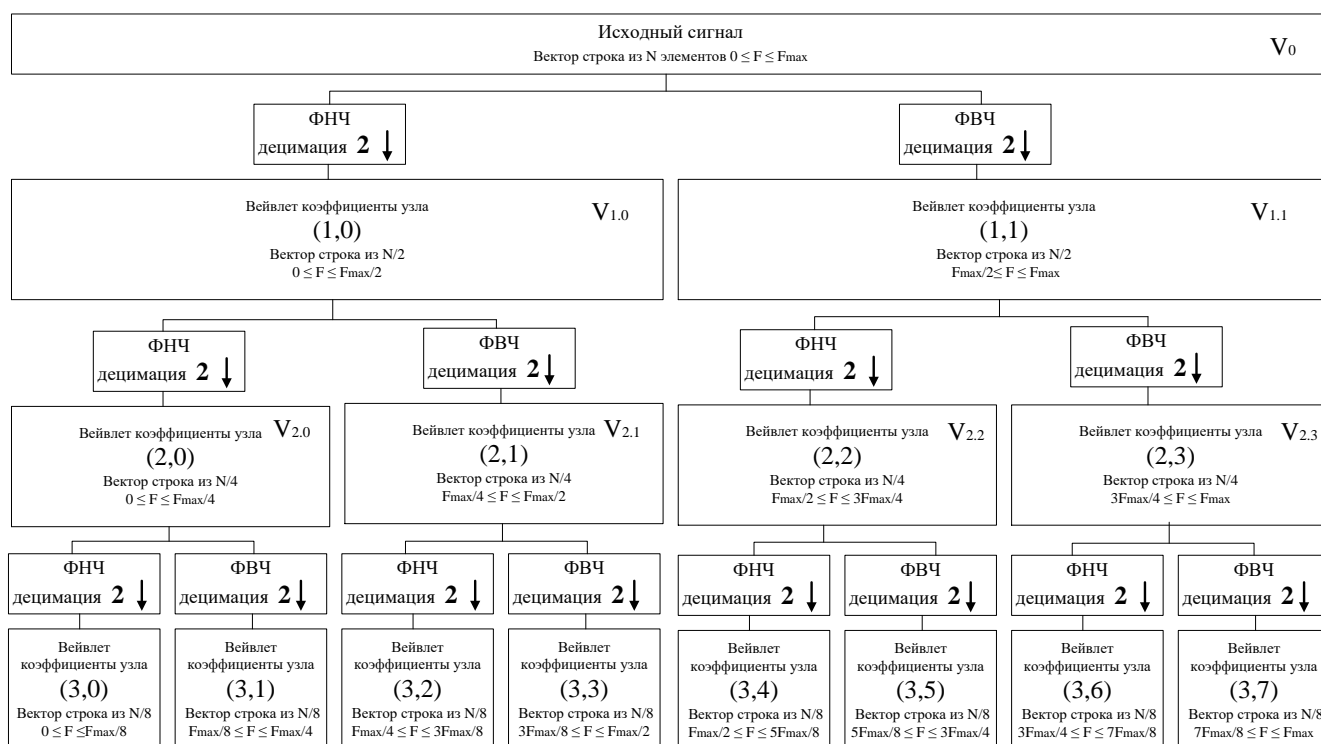 Исходный сигнал
Вектор строка из N элементов 0 ≤ F ≤ Fmax
V0
ФНЧ
децимация 2 ↓
ФВЧ
децимация 2 ↓
Вейвлет коэффициенты узла
V1.0
(1,0)
Вектор строка из N/2
0 ≤ F ≤ Fmax/2
Вейвлет коэффициенты узла
V1.1
(1,1)
Вектор строка из N/2
Fmax/2≤ F ≤ Fmax
ФНЧ
децимация 2 ↓
ФВЧ
децимация 2 ↓
ФНЧ
децимация 2 ↓
ФВЧ
децимация 2 ↓
Вейвлет коэффициенты узла
V2.0
(2,0)
Вектор строка из N/4
0 ≤ F ≤ Fmax/4
Вейвлет коэффициенты узла
V2.1
(2,1)
Вектор строка из N/4
Fmax/4 ≤ F ≤ Fmax/2
Вейвлет коэффициенты узла
V2.2
(2,2)
Вектор строка из N/4
Fmax/2 ≤ F ≤ 3Fmax/4
Вейвлет коэффициенты узла
V2.3
(2,3)
Вектор строка из N/4
3Fmax/4 ≤ F ≤ Fmax
ФНЧ
децимация 2 ↓
ФВЧ
децимация 2 ↓
ФНЧ
децимация 2 ↓
ФВЧ
децимация 2 ↓
ФНЧ
децимация 2 ↓
ФВЧ
децимация 2 ↓
ФНЧ
децимация 2 ↓
ФВЧ
децимация 2 ↓
Вейвлет
коэффициенты узла
(3,0)
Вектор строка из N/8
0 ≤ F ≤Fmax/8
Вейвлет
коэффициенты узла
(3,1)
Вектор строка из N/8
Fmax/8 ≤ F ≤ Fmax/4
Вейвлет
коэффициенты узла
(3,2)
Вектор строка из N/8
Fmax/4 ≤ F ≤ 3Fmax/8
Вейвлет
коэффициенты узла
(3,3)
Вектор строка из N/8
3Fmax/8 ≤ F ≤ Fmax/2
Вейвлет
коэффициенты узла
(3,4)
Вектор строка из N/8
Fmax/2 ≤ F ≤ 5Fmax/8
Вейвлет
коэффициенты узла
(3,5)
Вектор строка из N/8
5Fmax/8 ≤ F ≤ 3Fmax/4
Вейвлет
коэффициенты узла
(3,6)
Вектор строка из N/8
3Fmax/4 ≤ F ≤ 7Fmax/8
Вейвлет
коэффициенты узла
(3,7)
Вектор строка из N/8
7Fmax/8 ≤ F ≤ Fmax